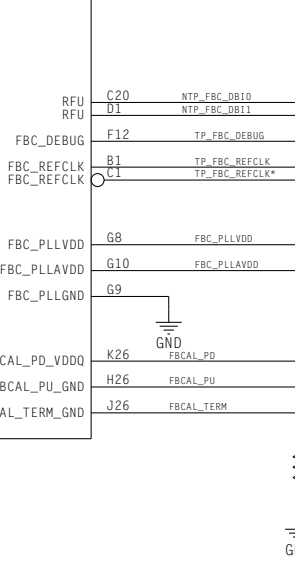 RFU C20 NTP_FBC_DBI0
RFU D1 NTP_FBC_DBI1
FBC_DEBUG F12 TP_FBC_DEBUG
FBC_REFCLK B1 TP_FBC_REFCLK
FBC_REFCLK C1 TP_FBC_REFCLK*
FBC_PLLVDD G8 FBC_PLLVDD
FBC_PLLAVDD G10 FBC_PLLAVDD
FBC_PLLGND G9
GND
CAL_PD_VDDQ K26 FBCAL_PD
BCAL_PU_GND H26 FBCAL_PU
AL_TERM_GND J26 FBCAL_TERM